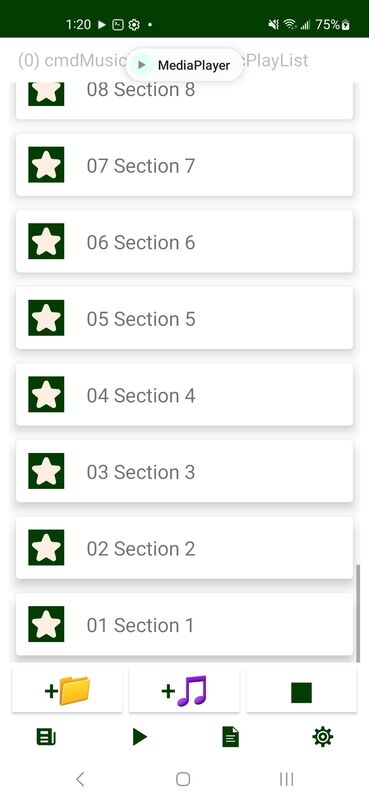 1:20 75%
(0) cmdMusic cPlayList
MediaPlayer
08 Section 8
07 Section 7
06 Section 6
05 Section 5
04 Section 4
03 Section 3
02 Section 2
01 Section 1
+
+